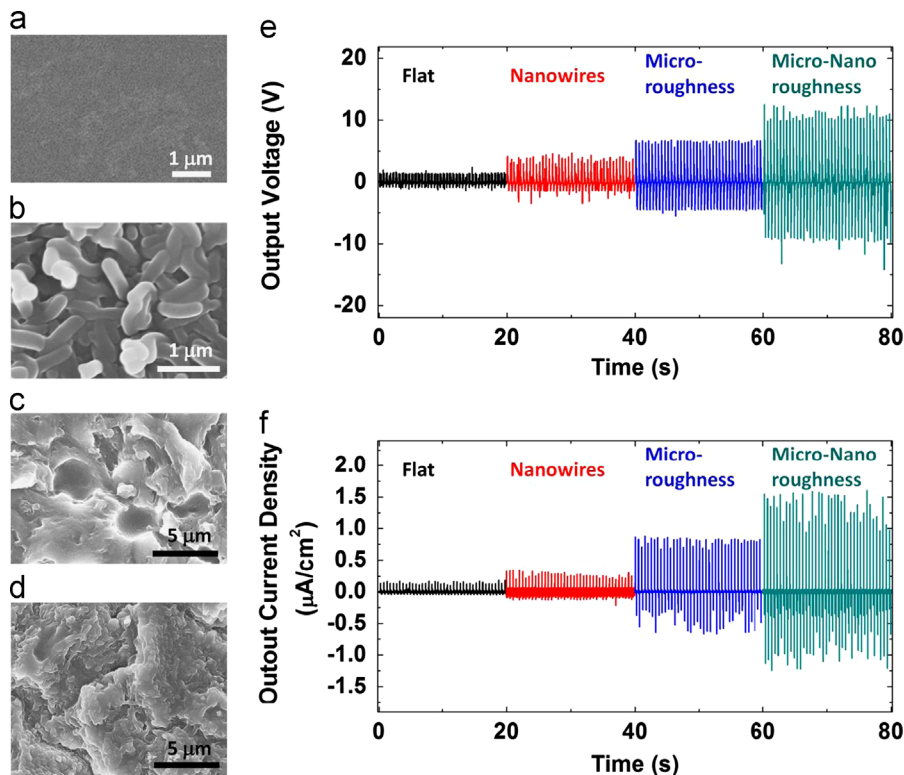 a
1 μm
b
1 μm
c
5 μm
d
5 μm
e
Output Voltage (V)
20
10
0
-10
-20
Flat
Nanowires
Micro-
roughness
Micro-Nano
roughness
0
20
40
60
80
Time (s)
f
Outout Current Density
(μA/cm²)
2.0
1.5
1.0
0.5
0.0
-0.5
-1.0
-1.5
Flat
Nanowires
Micro-
roughness
Micro-Nano
roughness
0
20
40
60
80
Time (s)